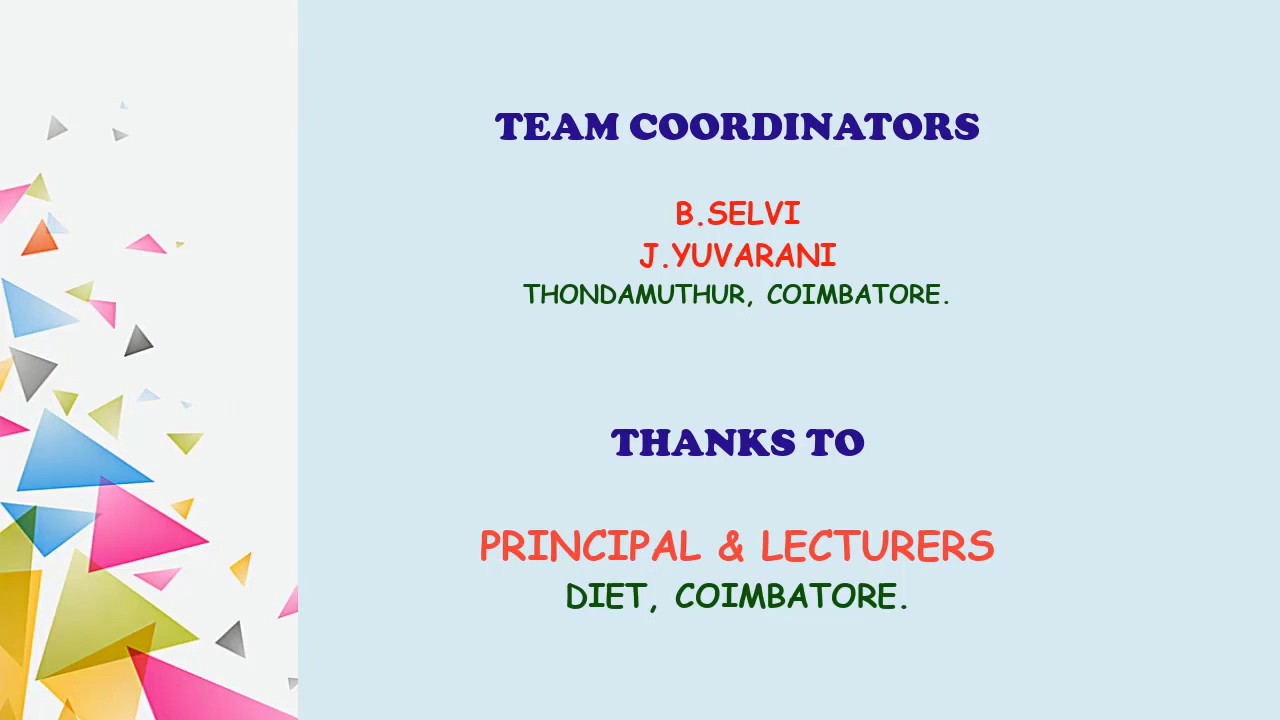 TEAM COORDINATORS
B.SELVI
J.YUVARANI
THONDAMUTHUR, COIMBATORE.
THANKS TO
PRINCIPAL & LECTURERS
DIET, COIMBATORE.